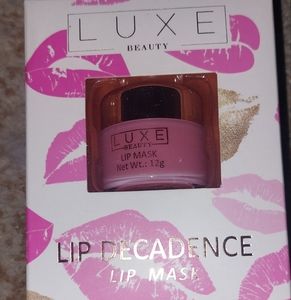 LUXE
BEAUTY
LUXE
BEAUTY
LIP MASK
Net Wt.: 12g
LIP DECADENCE
LIP MASK